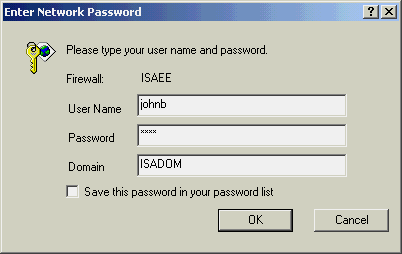 Enter Network Password
Please type your user name and password.
Firewall: ISAEE
User Name johnb
Password xxxx
Domain ISADOM
Save this password in your password list
OK Cancel